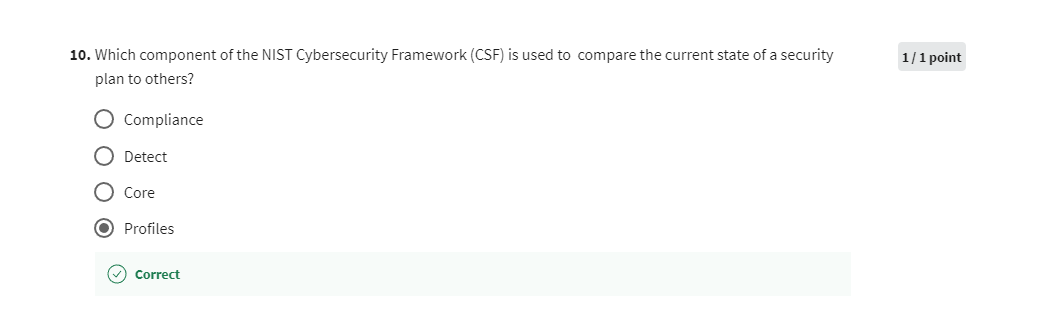 10. Which component of the NIST Cybersecurity Framework (CSF) is used to compare the current state of a security
plan to others?
1 / 1 point
Compliance
Detect
Core
Profiles
Correct